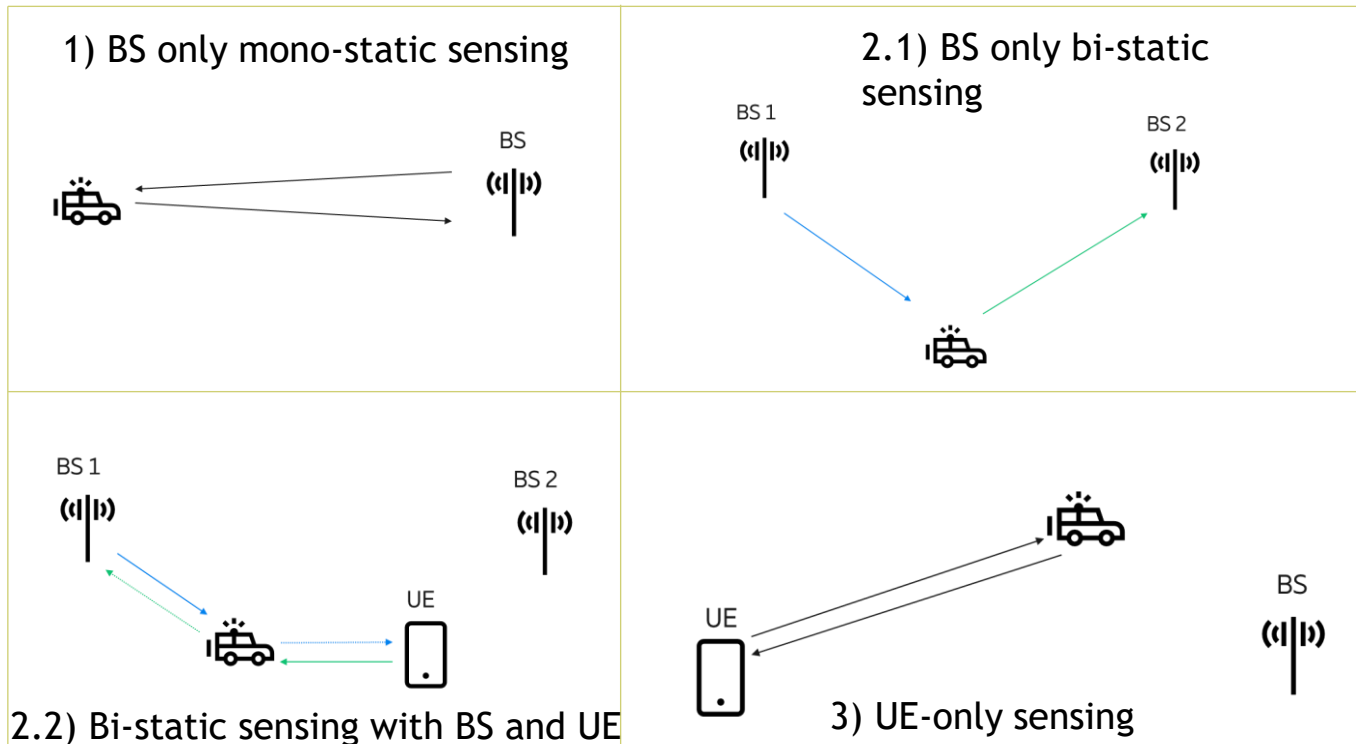 1) BS only mono-static sensing
BS
2.1) BS only bi-static
sensing
BS 1
BS 2
BS 1
BS 2
UE
2.2) Bi-static sensing with BS and UE
UE
BS
3) UE-only sensing